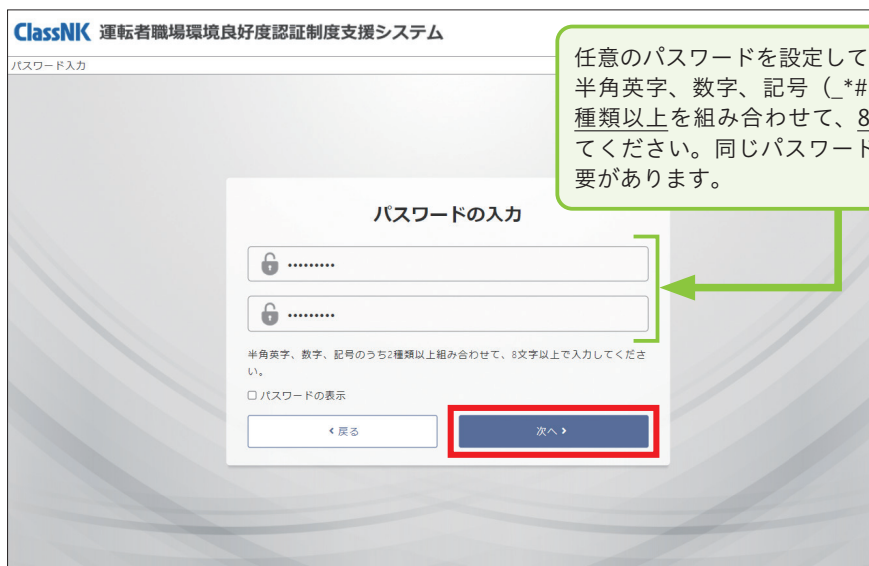 ClassNK 運転者職場環境良好度認証制度支援システム
パスワード入力
任意のパスワードを設定して
半角英字、数字、記号（_*#
種類以上を組み合わせて、8
てください。同じパスワード
要があります。
パスワードの入力
•••••••••
•••••••••
半角英字、数字、記号のうち2種類以上組み合わせて、8文字以上で入力してくださ
い。
パスワードの表示
戻る
次へ